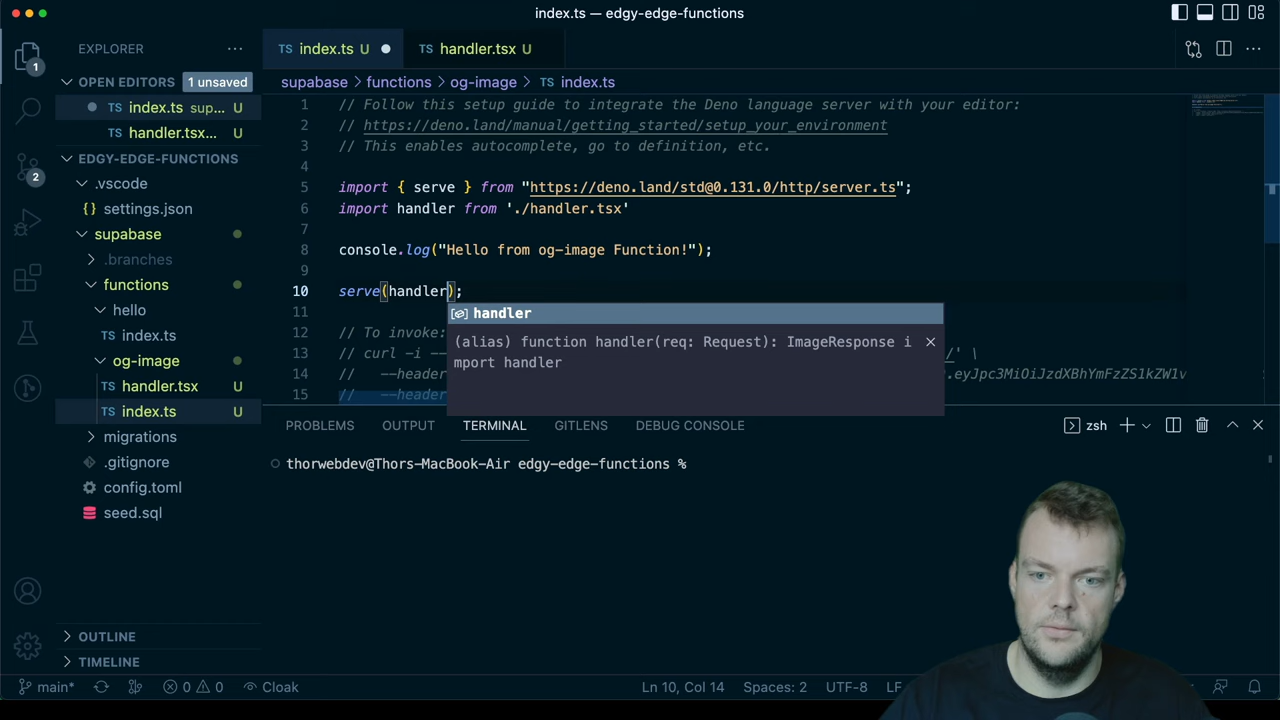 index.ts — edgy-edge-functions
EXPLORER
TS index.ts U
TS handler.tsx U
OPEN EDITORS 1 unsaved
TS index.ts sup... U
TS handler.tsx... U
EDGY-EDGE-FUNCTIONS
.vscode
{} settings.json
supabase
.branches
functions
hello
TS index.ts
og-image
TS handler.tsx U
TS index.ts U
migrations
.gitignore
config.toml
seed.sql
OUTLINE
TIMELINE
1
2
supabase > functions > og-image > TS index.ts
1 // Follow this setup guide to integrate the Deno language server with your editor:
2 // https://deno.land/manual/getting_started/setup_your_environment
3 // This enables autocomplete, go to definition, etc.
4
5 import { serve } from "https://deno.land/std@0.131.0/http/server.ts";
6 import handler from './handler.tsx'
7
8 console.log("Hello from og-image Function!");
9
10 serve(handler);
11
12 // To invoke:
13 // curl -i -- /' \
14 // --header .eyJpc3MiOiJzdXBhYmFzZS1kZW1v
15 // --header
handler
(alias) function handler(req: Request): ImageResponse i
mport handler
PROBLEMS OUTPUT TERMINAL GITLENS DEBUG CONSOLE
zsh
thorwebdev@Thors-MacBook-Air edgy-edge-functions %
main* 0 0 Cloak
Ln 10, Col 14 Spaces: 2 UTF-8 LF